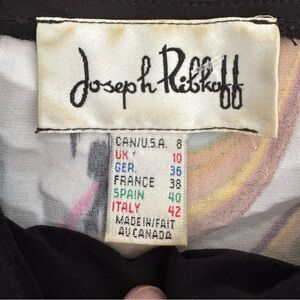 Joseph Ribkoff
CAN/U.S.A. 8
UK 10
GER. 36
FRANCE 38
SPAIN 40
ITALY 42
MADE IN/FAIT
AU CANADA